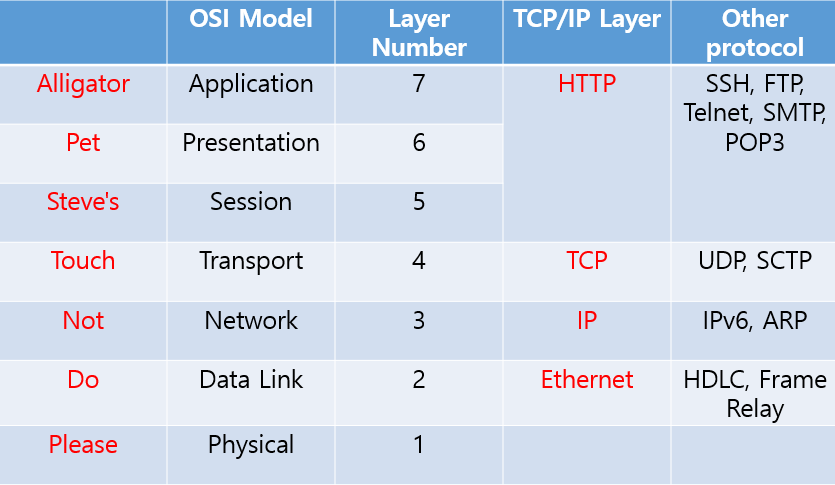 OSI Model Layer Number TCP/IP Layer Other protocol
Alligator Application 7 HTTP SSH, FTP, Telnet, SMTP, POP3
Pet Presentation 6
Steve's Session 5
Touch Transport 4 TCP UDP, SCTP
Not Network 3 IP IPv6, ARP
Do Data Link 2 Ethernet HDLC, Frame Relay
Please Physical 1